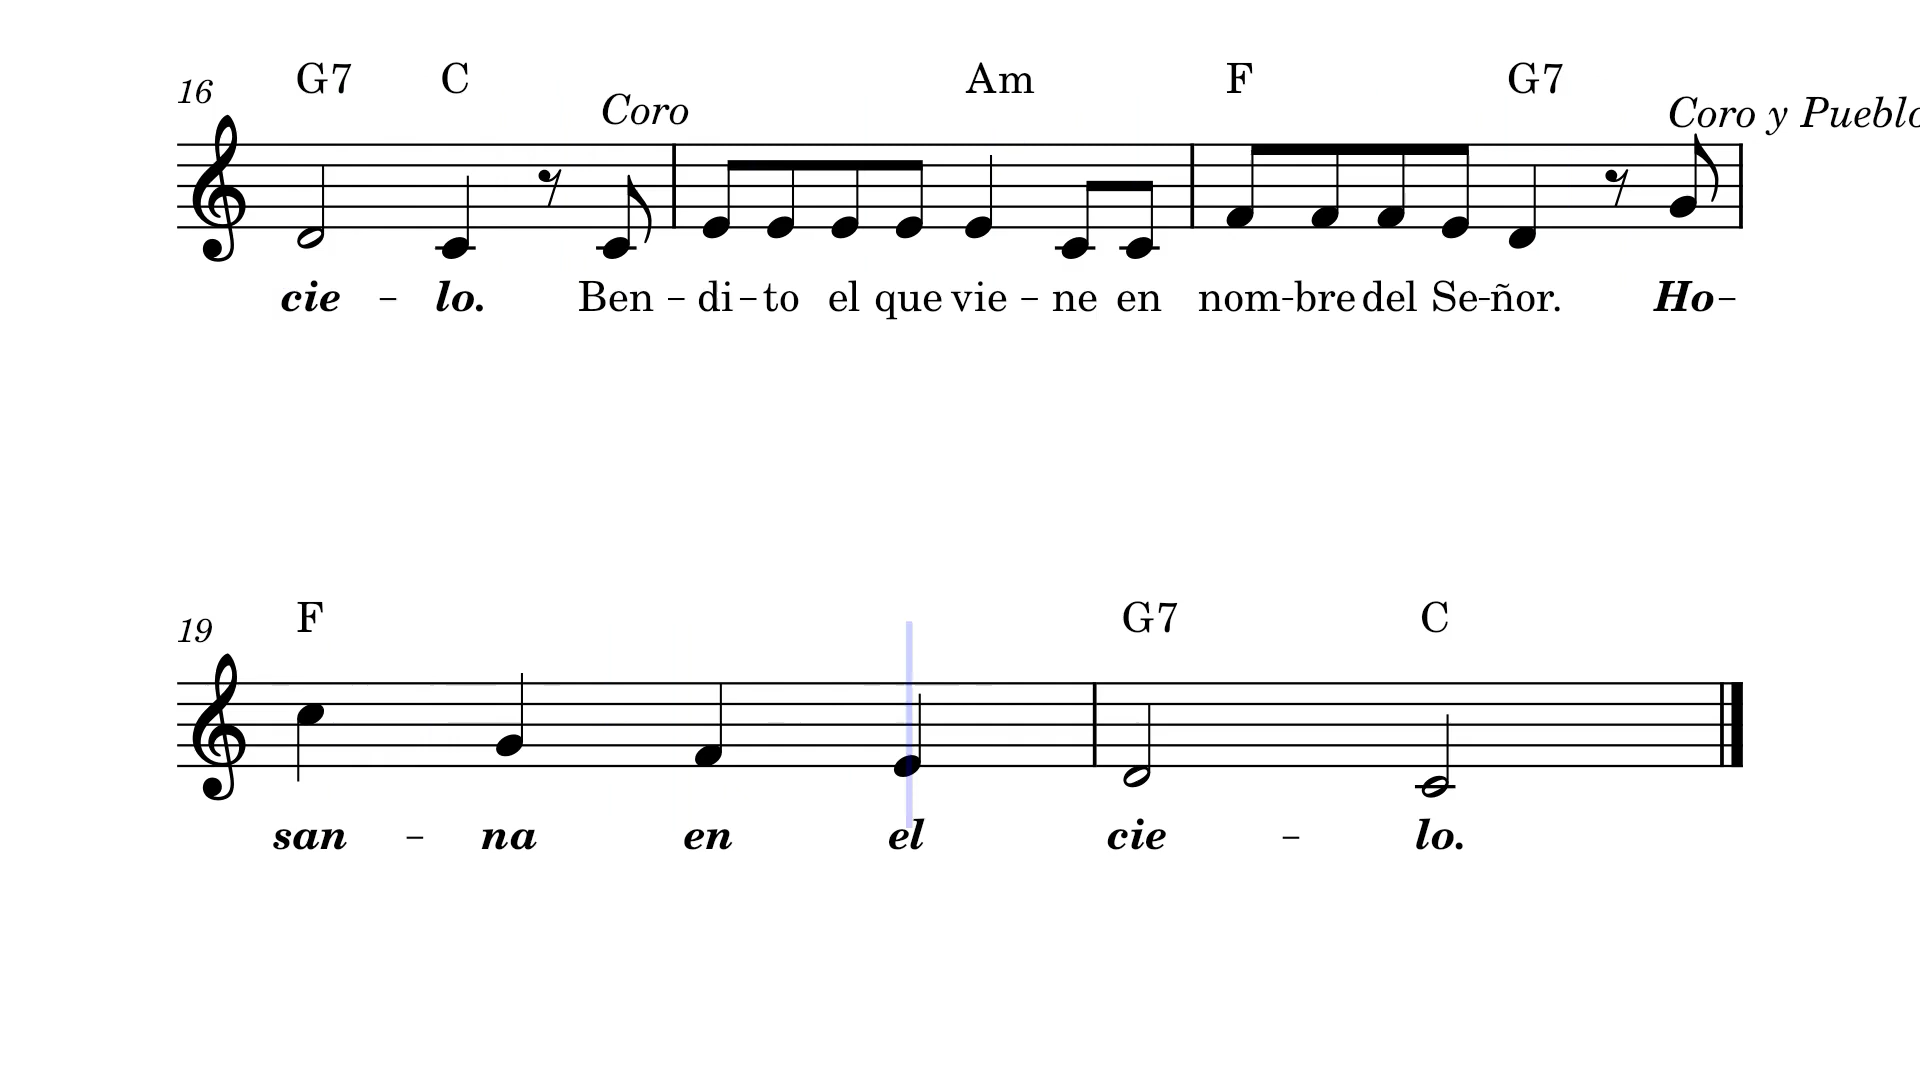 G7 C Am F G7
16 Coro Coro y Pueblo
cie - lo. Ben - di - to el que vie - ne en nom - bre del Se - ñor. Ho -
F G7 C
19
san - na en el cie - lo.